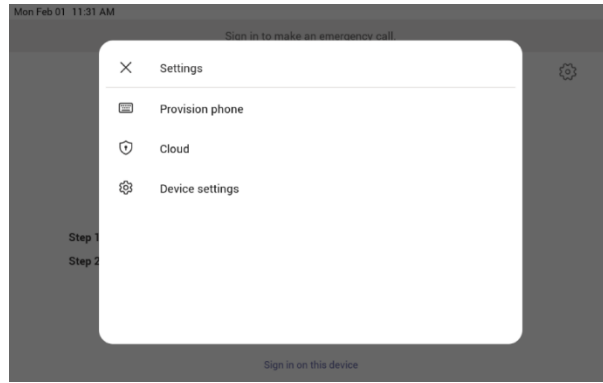 Mon Feb 01 11:31 AM
Sign in to make an emergency call.
Settings
Provision phone
Cloud
Device settings
Step 1
Step 2
Sign in on this device